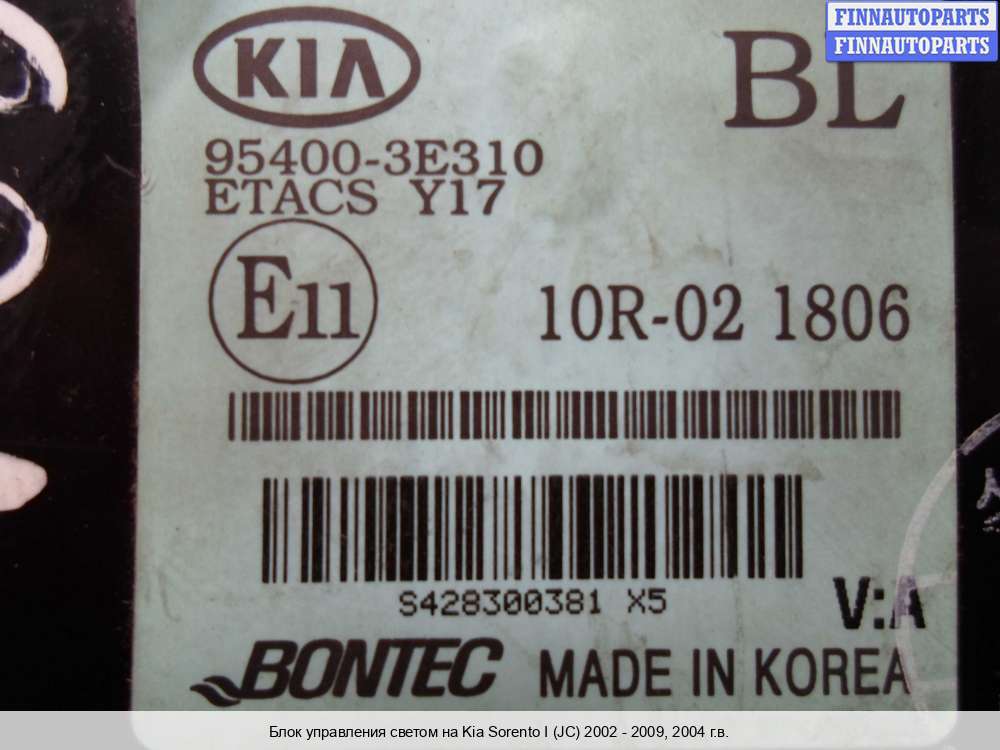 FINNAUTOPARTS
FINNAUTOPARTS
KIA
BL
95400-3E310
ETACS Y17
E11
10R-02 1806
S428300381 X5
V:A
BONTEC MADE IN KOREA
Блок управления светом на Kia Sorento I (JC) 2002 - 2009, 2004 г.в.